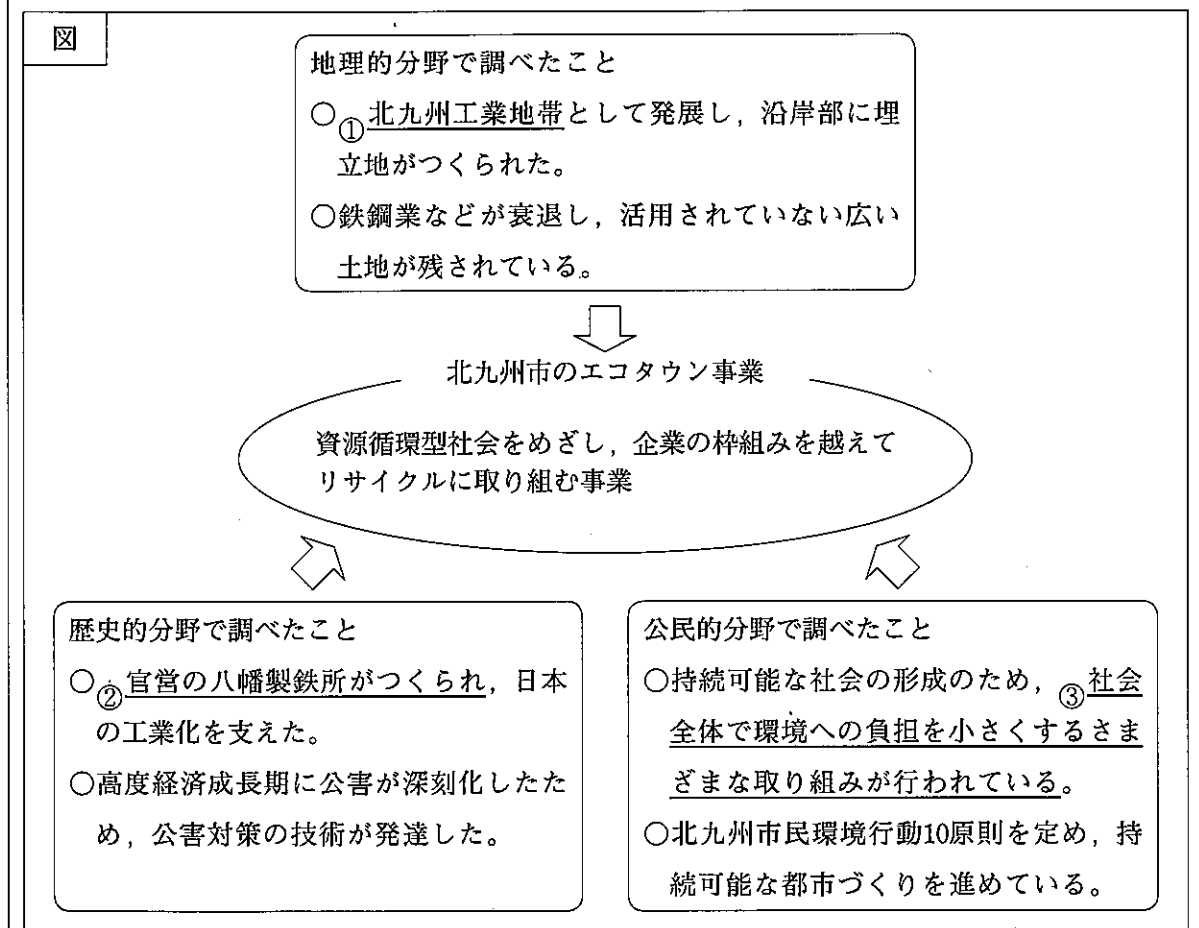 図
地理的分野で調べたこと
○①北九州工業地帯として発展し，沿岸部に埋
立地がつくられた。
○鉄鋼業などが衰退し，活用されていない広い
土地が残されている。
北九州市のエコタウン事業
資源循環型社会をめざし，企業の枠組みを越えて
リサイクルに取り組む事業
歴史的分野で調べたこと
○②官営の八幡製鉄所がつくられ，日本
の工業化を支えた。
○高度経済成長期に公害が深刻化したた
め，公害対策の技術が発達した。
公民的分野で調べたこと
○持続可能な社会の形成のため，③社会
全体で環境への負担を小さくするさま
ざまな取り組みが行われている。
○北九州市民環境行動10原則を定め，持
続可能な都市づくりを進めている。